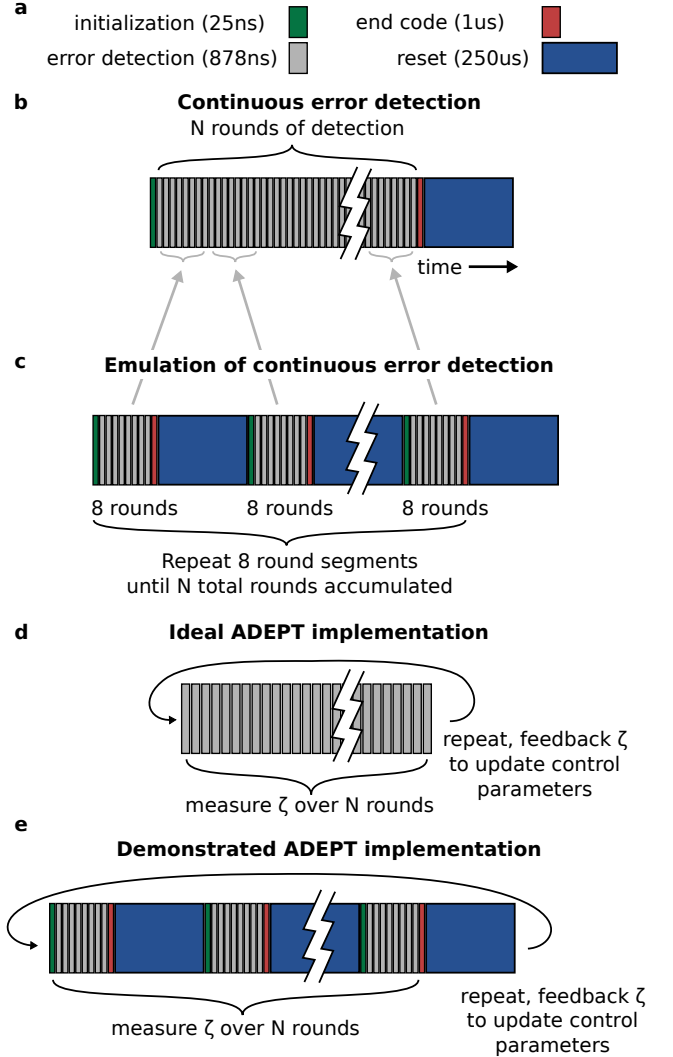 a
initialization (25ns)
end code (1us)
error detection (878ns)
reset (250us)
b
Continuous error detection
N rounds of detection
time
c
Emulation of continuous error detection
8 rounds
8 rounds
8 rounds
Repeat 8 round segments
until N total rounds accumulated
d
Ideal ADEPT implementation
repeat, feedback ζ
to update control
parameters
measure ζ over N rounds
e
Demonstrated ADEPT implementation
repeat, feedback ζ
to update control
parameters
measure ζ over N rounds